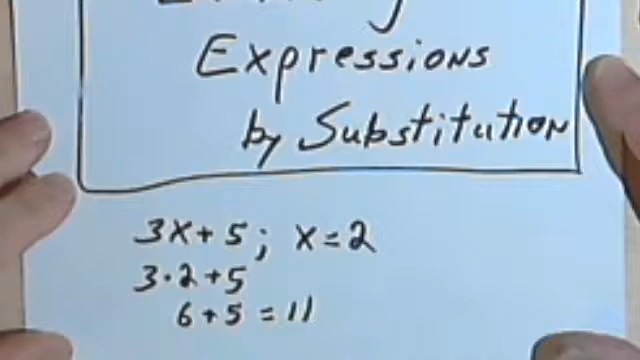 Expressions
by Substitution
3x + 5; x = 2
3 · 2 + 5
6 + 5 = 11